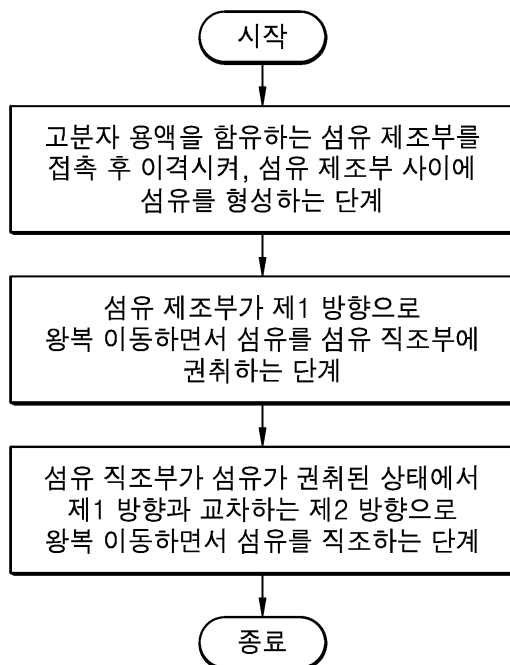 시작
고분자 용액을 함유하는 섬유 제조부를
접촉 후 이격시켜, 섬유 제조부 사이에
섬유를 형성하는 단계
섬유 제조부가 제1 방향으로
왕복 이동하면서 섬유를 섬유 직조부에
권취하는 단계
섬유 직조부가 섬유가 권취된 상태에서
제1 방향과 교차하는 제2 방향으로
왕복 이동하면서 섬유를 직조하는 단계
종료